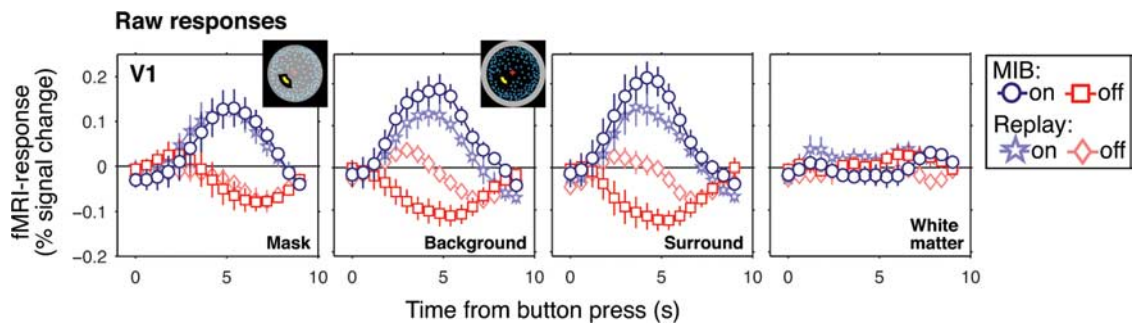 Raw responses
fMRI-response
(% signal change)
0.2
0.1
0
−0.1
−0.2
V1
Mask
Background
Surround
White
matter
0 5 10
0 5 10
0 5 10
0 5 10
Time from button press (s)
MIB:
on off
Replay:
on off